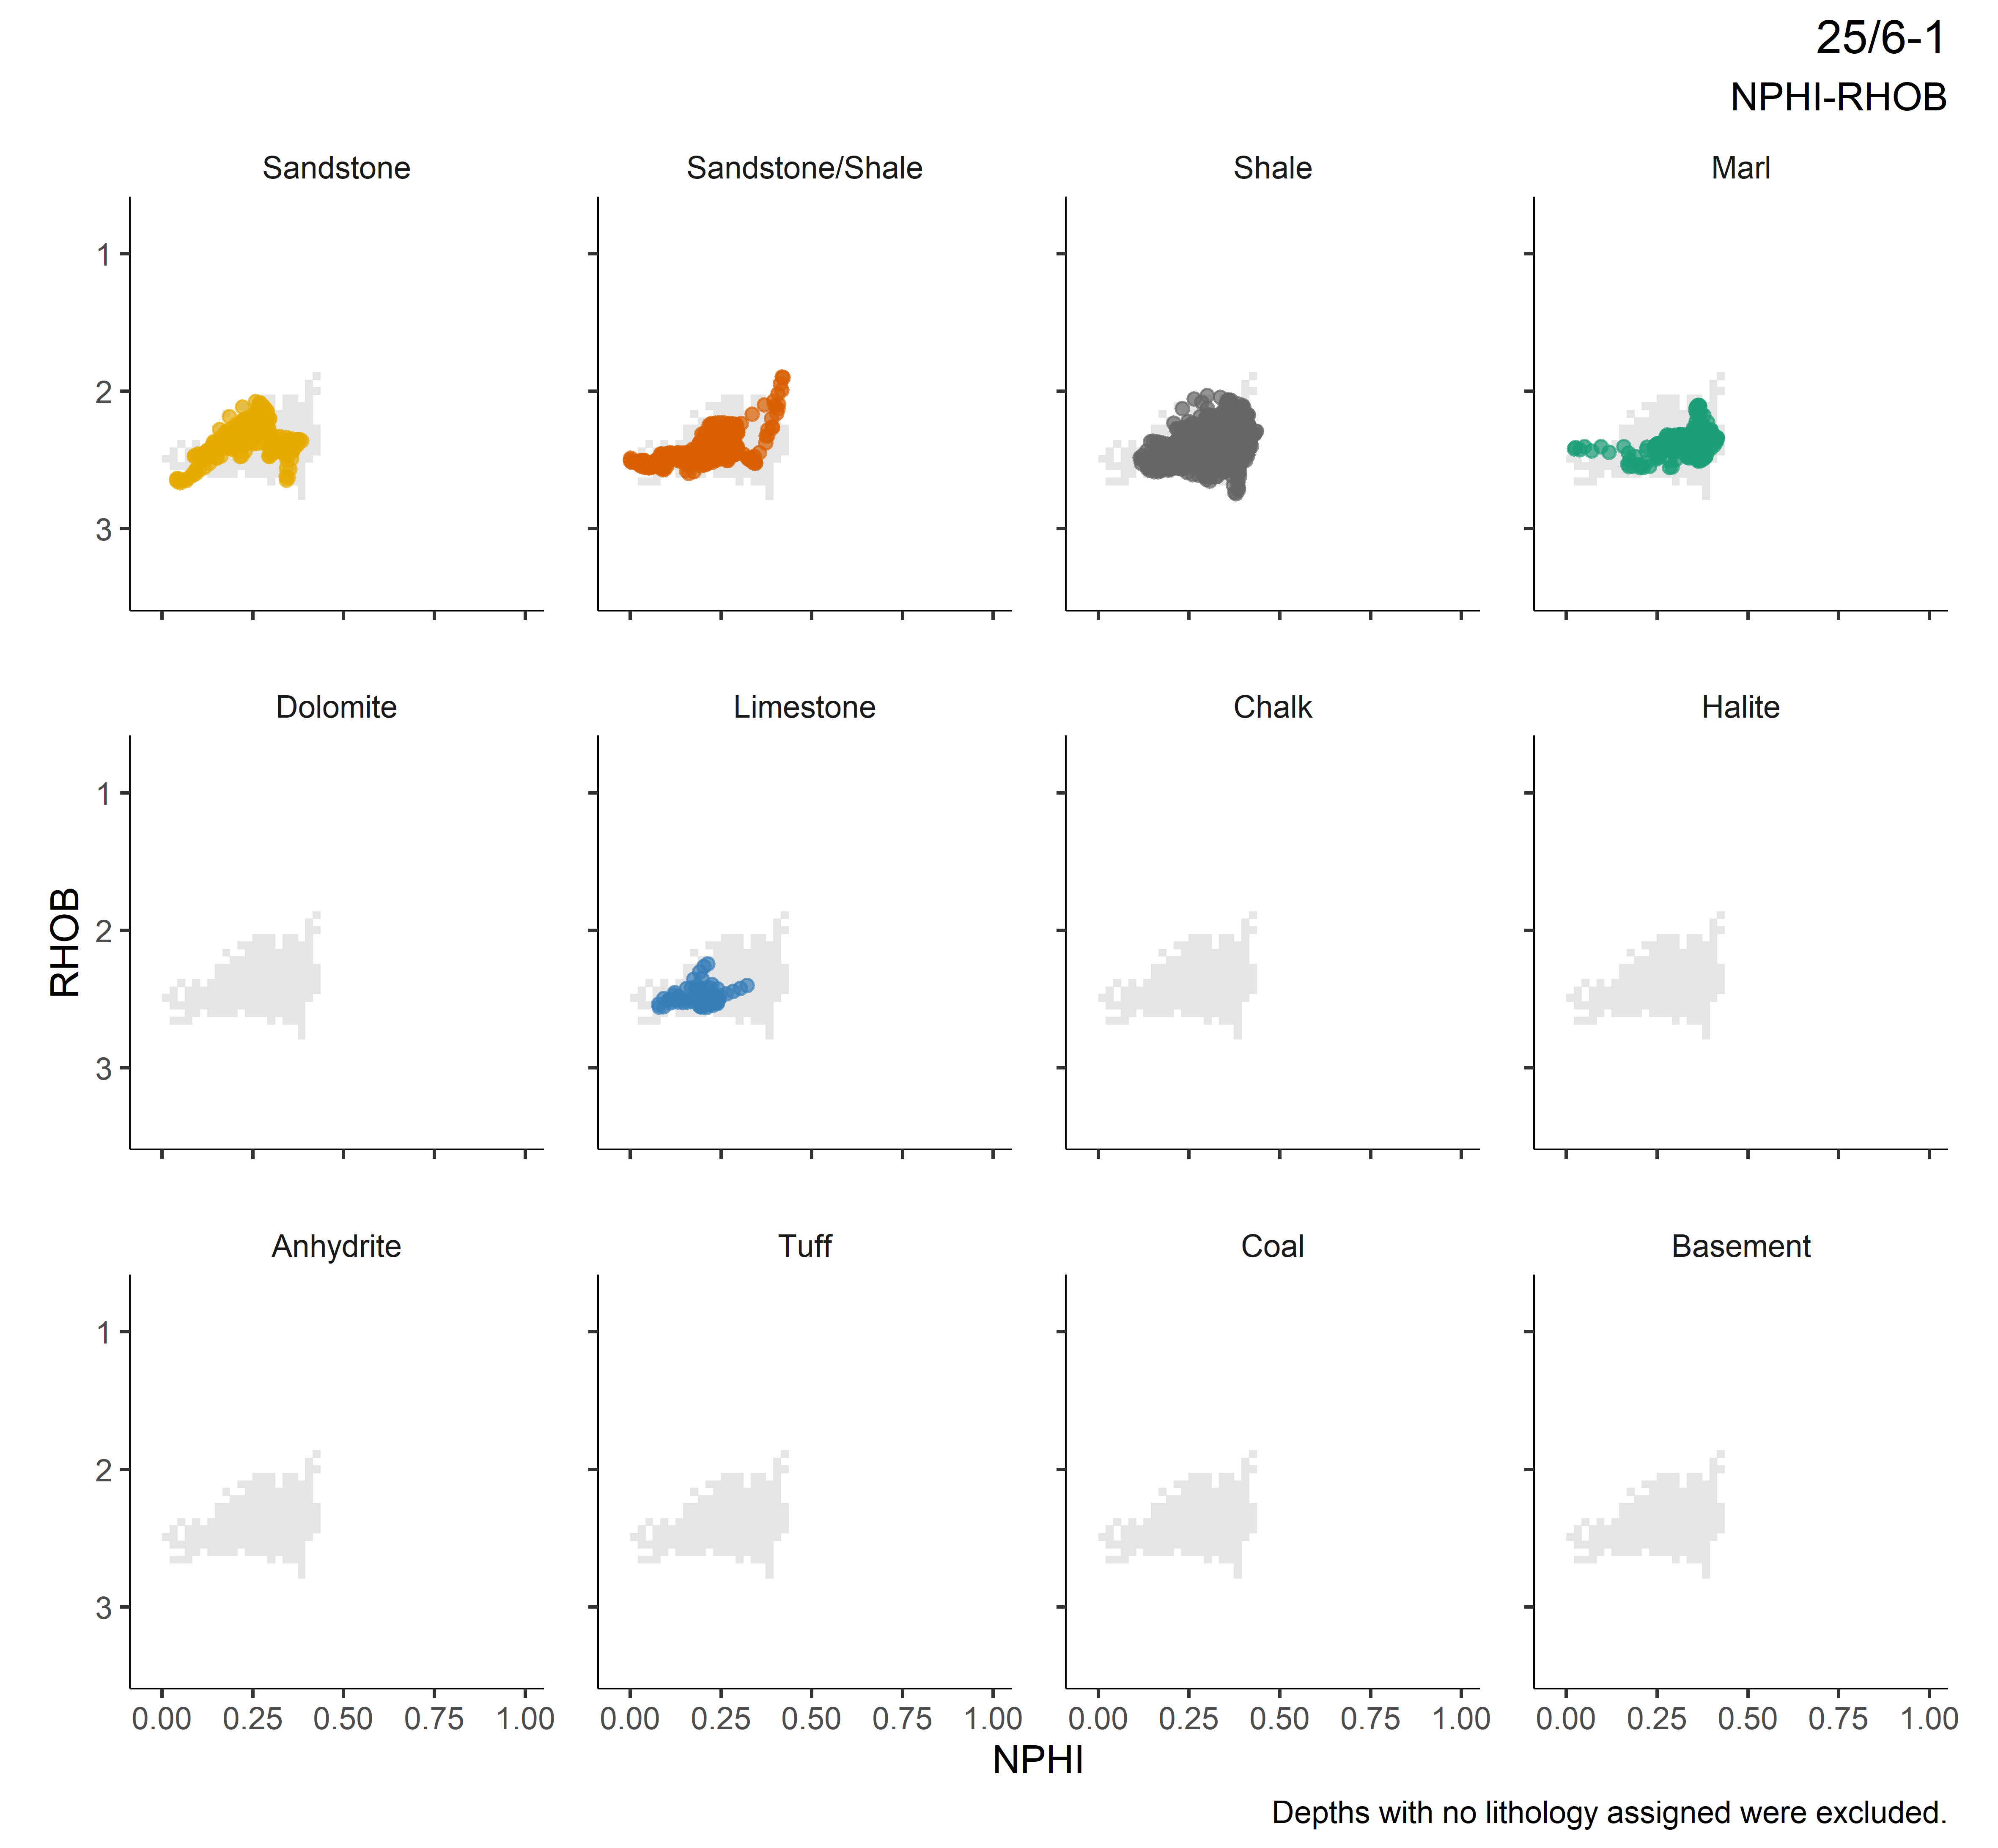 25/6-1
NPHI-RHOB
Sandstone
Sandstone/Shale
Shale
Marl
1
2
3
Dolomite
Limestone
Chalk
Halite
1
2
3
RHOB
Anhydrite
Tuff
Coal
Basement
1
2
3
0.00 0.25 0.50 0.75 1.00
0.00 0.25 0.50 0.75 1.00
0.00 0.25 0.50 0.75 1.00
0.00 0.25 0.50 0.75 1.00
NPHI
Depths with no lithology assigned were excluded.